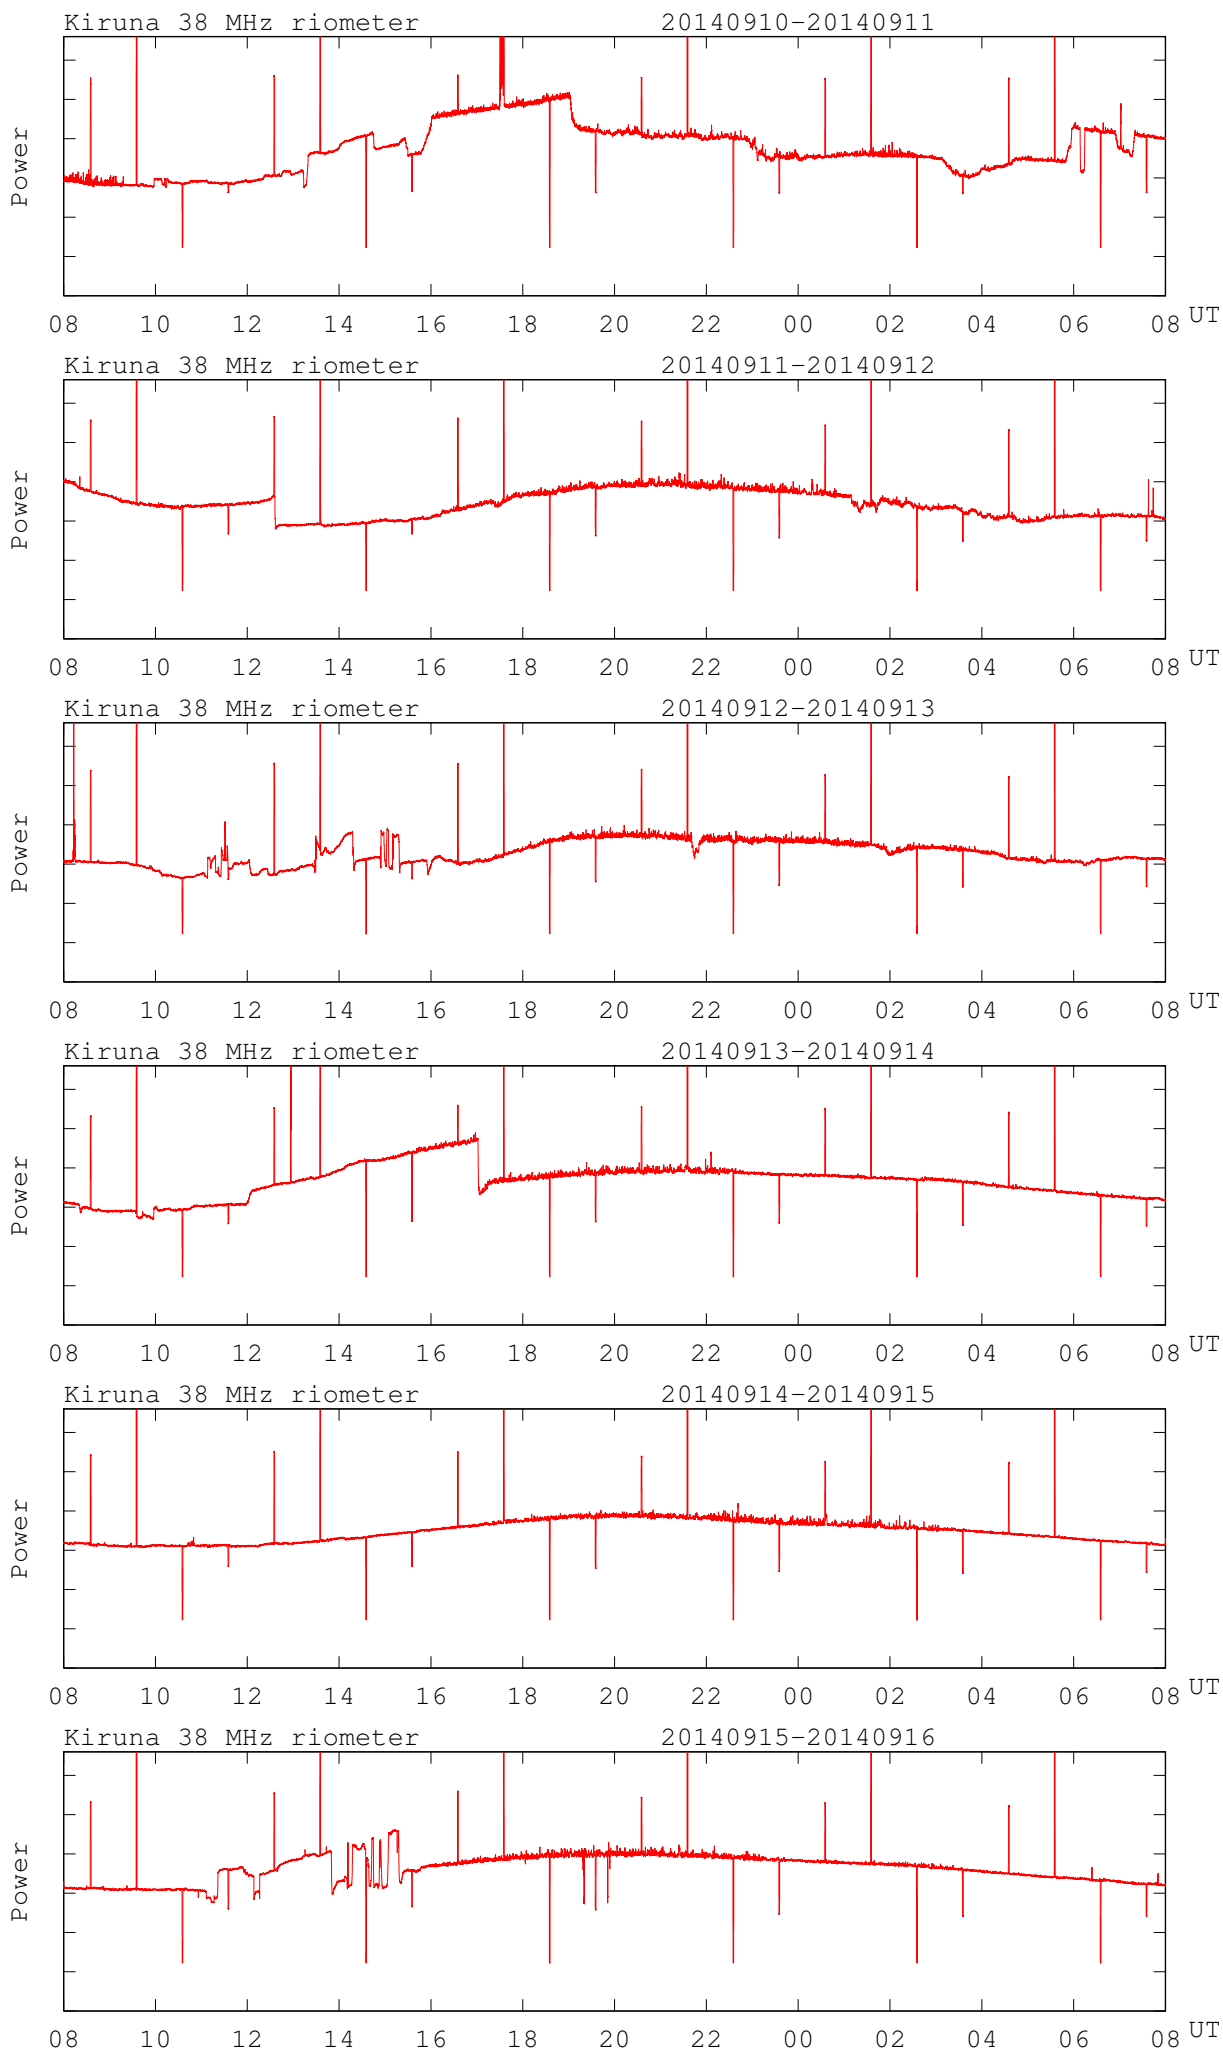 Kiruna 38 MHz riometer 20140910-20140911
Power
08 10 12 14 16 18 20 22 00 02 04 06 08 UT
Kiruna 38 MHz riometer 20140911-20140912
Power
08 10 12 14 16 18 20 22 00 02 04 06 08 UT
Kiruna 38 MHz riometer 20140912-20140913
Power
08 10 12 14 16 18 20 22 00 02 04 06 08 UT
Kiruna 38 MHz riometer 20140913-20140914
Power
08 10 12 14 16 18 20 22 00 02 04 06 08 UT
Kiruna 38 MHz riometer 20140914-20140915
Power
08 10 12 14 16 18 20 22 00 02 04 06 08 UT
Kiruna 38 MHz riometer 20140915-20140916
Power
08 10 12 14 16 18 20 22 00 02 04 06 08 UT